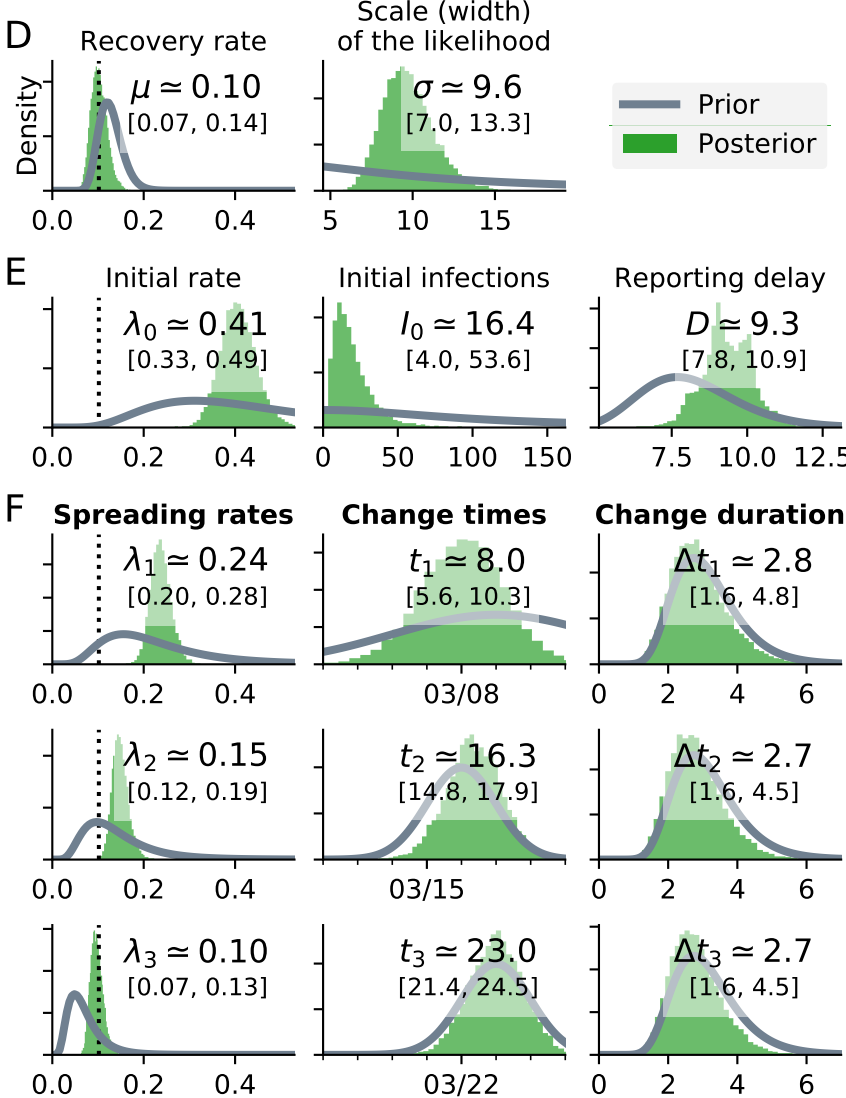 D
Recovery rate
Scale (width)
of the likelihood
Density
μ ≃ 0.10
[0.07, 0.14]
σ ≃ 9.6
[7.0, 13.3]
Prior
Posterior
0.0 0.2 0.4
5 10 15
E
Initial rate
Initial infections
Reporting delay
λ0 ≃ 0.41
[0.33, 0.49]
I0 ≃ 16.4
[4.0, 53.6]
D ≃ 9.3
[7.8, 10.9]
0.0 0.2 0.4
0 50 100 150
7.5 10.0 12.5
F
Spreading rates
Change times
Change duration
λ1 ≃ 0.24
[0.20, 0.28]
t1 ≃ 8.0
[5.6, 10.3]
Δt1 ≃ 2.8
[1.6, 4.8]
0.0 0.2 0.4
03/08
0 2 4 6
λ2 ≃ 0.15
[0.12, 0.19]
t2 ≃ 16.3
[14.8, 17.9]
Δt2 ≃ 2.7
[1.6, 4.5]
0.0 0.2 0.4
03/15
0 2 4 6
λ3 ≃ 0.10
[0.07, 0.13]
t3 ≃ 23.0
[21.4, 24.5]
Δt3 ≃ 2.7
[1.6, 4.5]
0.0 0.2 0.4
03/22
0 2 4 6